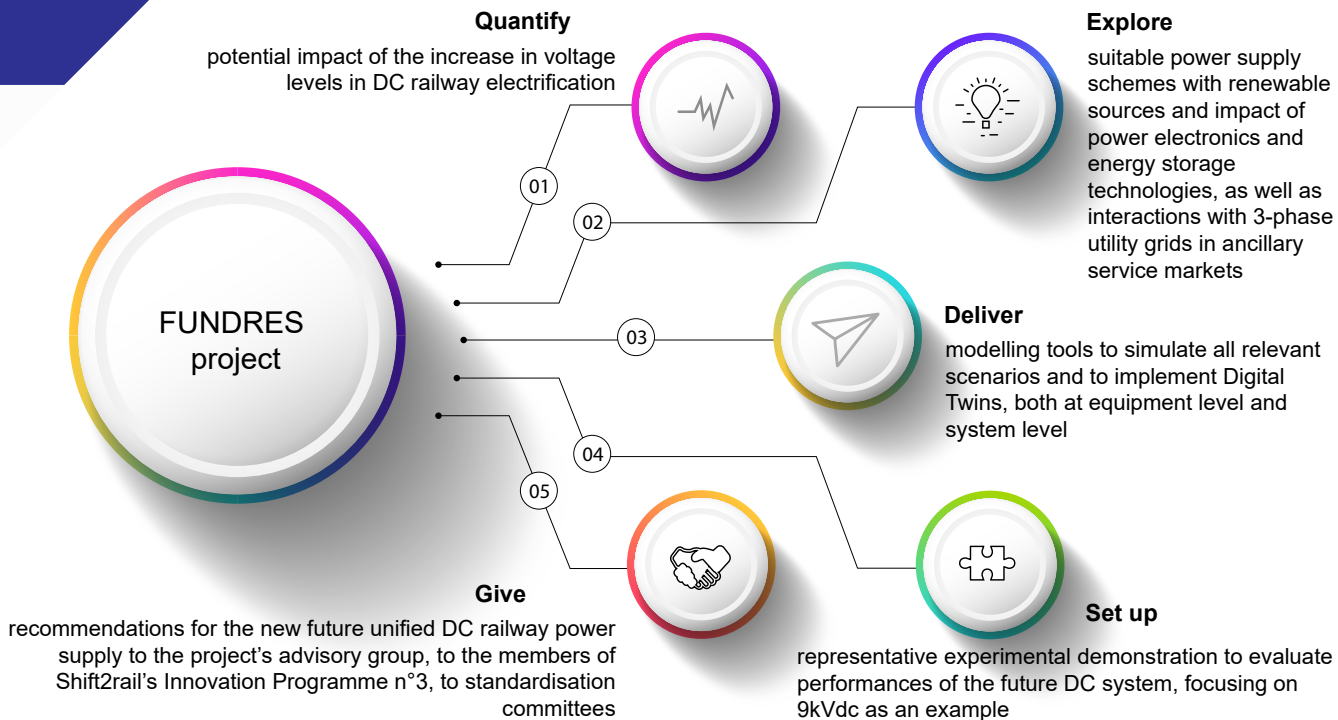 FUNDRES
project
01
Quantify
potential impact of the increase in voltage
levels in DC railway electrification
02
Explore
suitable power supply
schemes with renewable
sources and impact of
power electronics and
energy storage
technologies, as well as
interactions with 3-phase
utility grids in ancillary
service markets
03
Deliver
modelling tools to simulate all relevant
scenarios and to implement Digital
Twins, both at equipment level and
system level
04
Set up
representative experimental demonstration to evaluate
performances of the future DC system, focusing on
9kVdc as an example
05
Give
recommendations for the new future unified DC railway power
supply to the project's advisory group, to the members of
Shift2rail's Innovation Programme n°3, to standardisation
committees